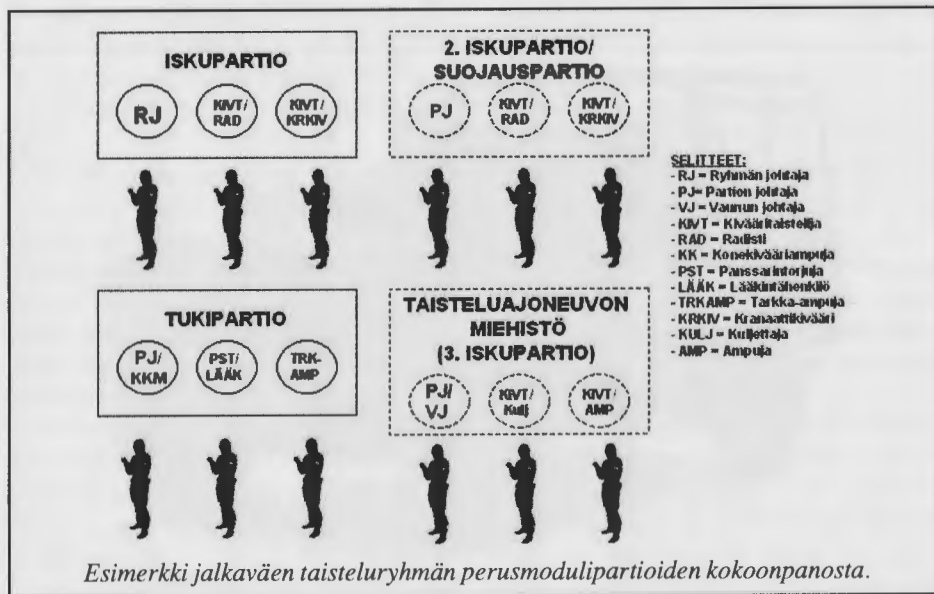 ISKUPARTIO
RJ
KIVT/
RAD
KIVT/
KRKIV
2. ISKUPARTIO/
SUOJAUSPARTIO
PJ
KIVT/
RAD
KIVT/
KRKIV
TUKIPARTIO
PJ/
KKM
PST/
LÄÄK
TRK-
AMP
TAISTELUAJONEUVON
MIEHISTÖ
(3. ISKUPARTIO)
PJ/
VJ
KIVT/
Kulj
KIVT/
AMP
SELITTEET:
- RJ = Ryhmän johtaja
- PJ= Partion johtaja
- VJ = Vaunun johtaja
- KIVT = Kivääritaistelija
- RAD = Radisti
- KK = Konekivääriampuja
- PST = Panssarintorjuja
- LÄÄK = Lääkintähenkilö
- TRKAMP = Tarkka-ampuja
- KRKIV = Kranaattikivääri
- KULJ = Kuljettaja
- AMP = Ampuja
Esimerkki jalkaväen taisteluryhmän perusmodulipartioiden kokoonpanosta.